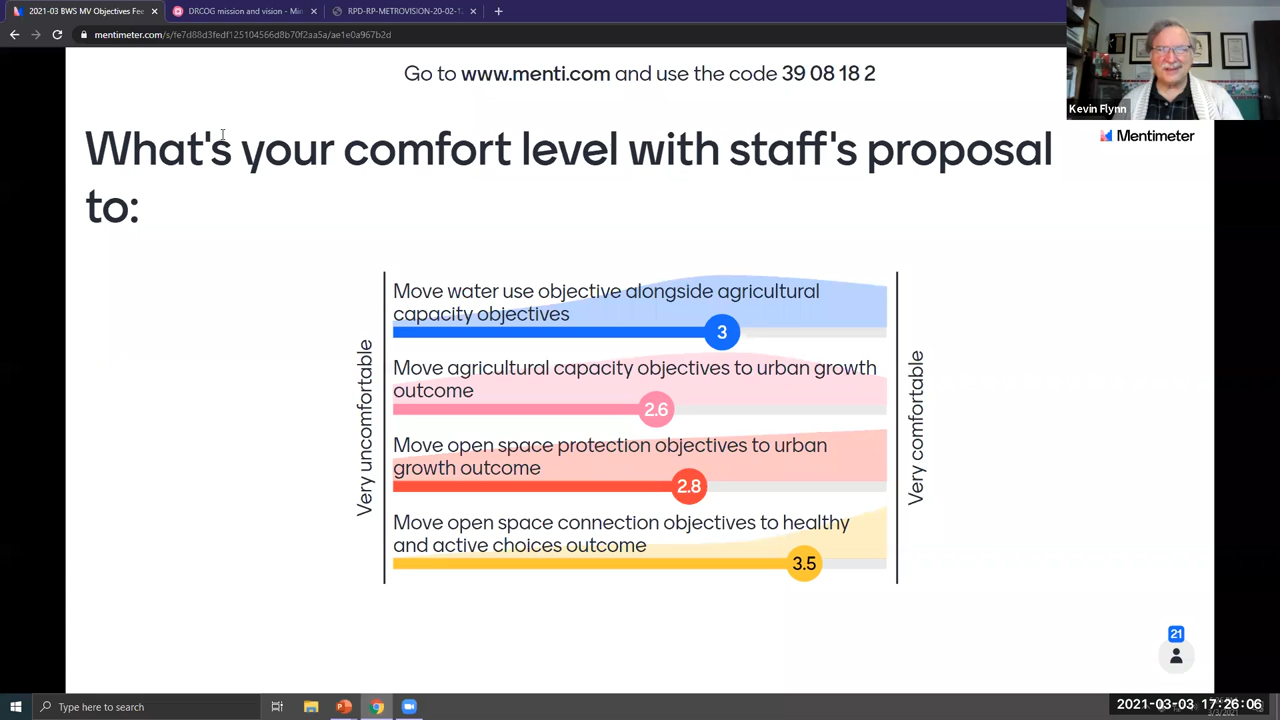 2021-03 BWS MV Objectives Fee
DRCOG mission and vision - Min
RPD-RP-METROVISION-20-02-1
mentimeter.com/s/fe7d88d3fedf125104566d8b70f2aa5a/ae1e0a967b2d
Go to www.menti.com and use the code 39 08 18 2
Kevin Flynn
Mentimeter
What's your comfort level with staff's proposal
to:
Very uncomfortable
Move water use objective alongside agricultural
capacity objectives
3
Move agricultural capacity objectives to urban growth
outcome
2.6
Move open space protection objectives to urban
growth outcome
2.8
Move open space connection objectives to healthy
and active choices outcome
3.5
Very comfortable
21
Type here to search
2021-03-03 17:26:06